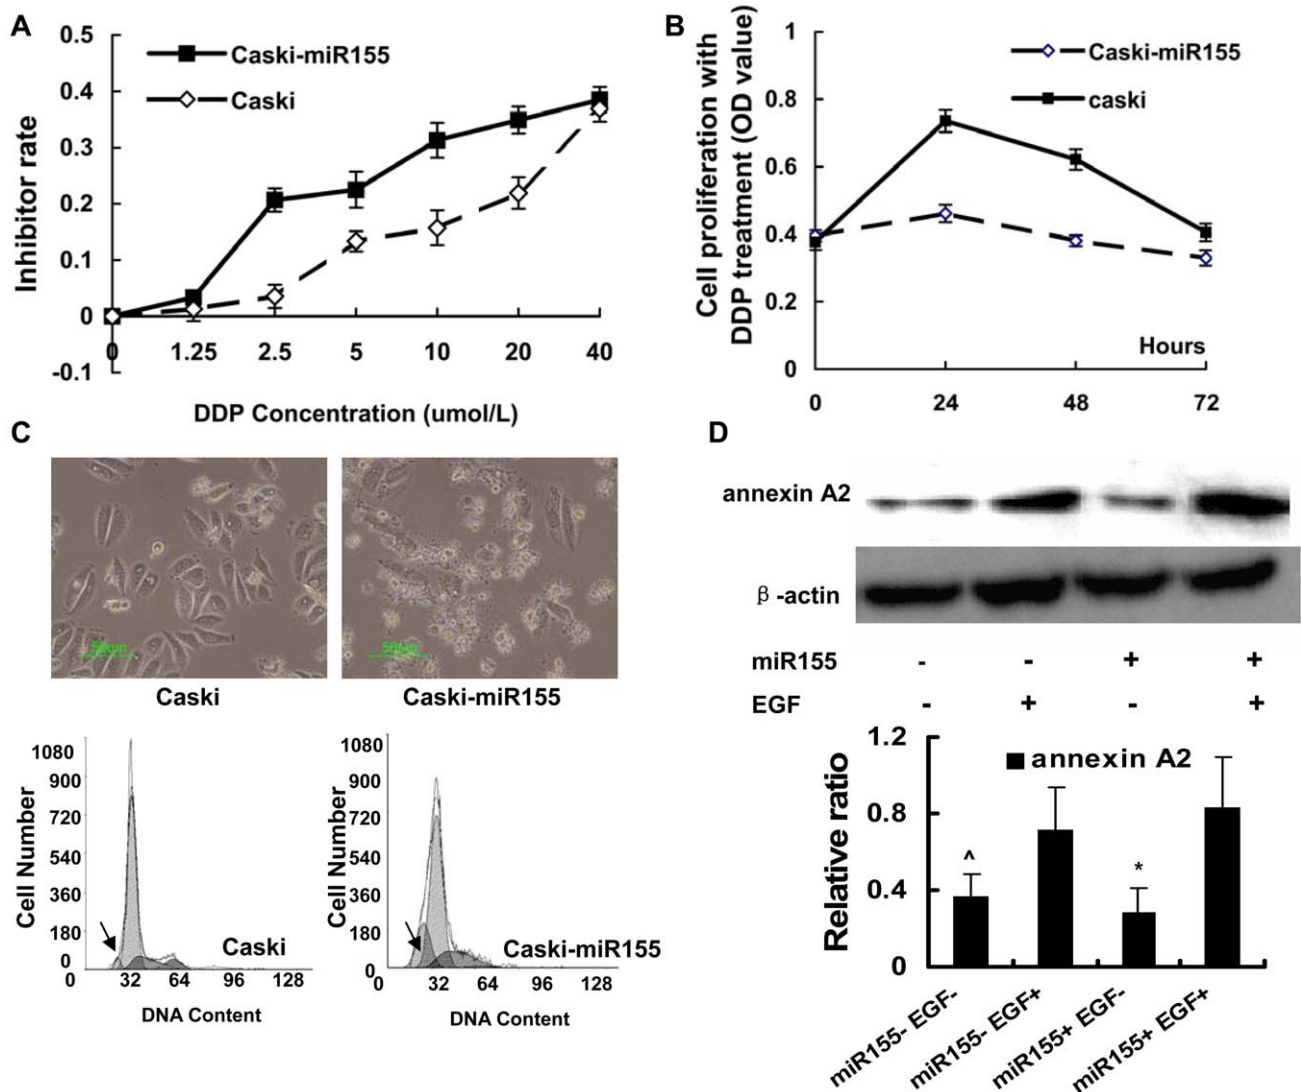 A
0.5
0.4
0.3
0.2
0.1
0
-0.1
Inhibitor rate
Caski-miR155
Caski
0 1.25 2.5 5 10 20 40
DDP Concentration (umol/L)
B
Cell proliferation with
DDP treatment (OD value)
1
0.8
0.6
0.4
0.2
0
Caski-miR155
caski
Hours
0 24 48 72
C
50um
50um
Caski
Caski-miR155
Cell Number
1080
900
720
540
360
180
0
Caski
0 32 64 96 128
DNA Content
Cell Number
1080
900
720
540
360
180
0
Caski-miR155
0 32 64 96 128
DNA Content
D
annexin A2
β-actin
miR155 - - + +
EGF - + - +
Relative ratio
1.2
0.8
0.4
0
annexin A2
^
*
miR155- EGF-
miR155- EGF+
miR155+ EGF-
miR155+ EGF+